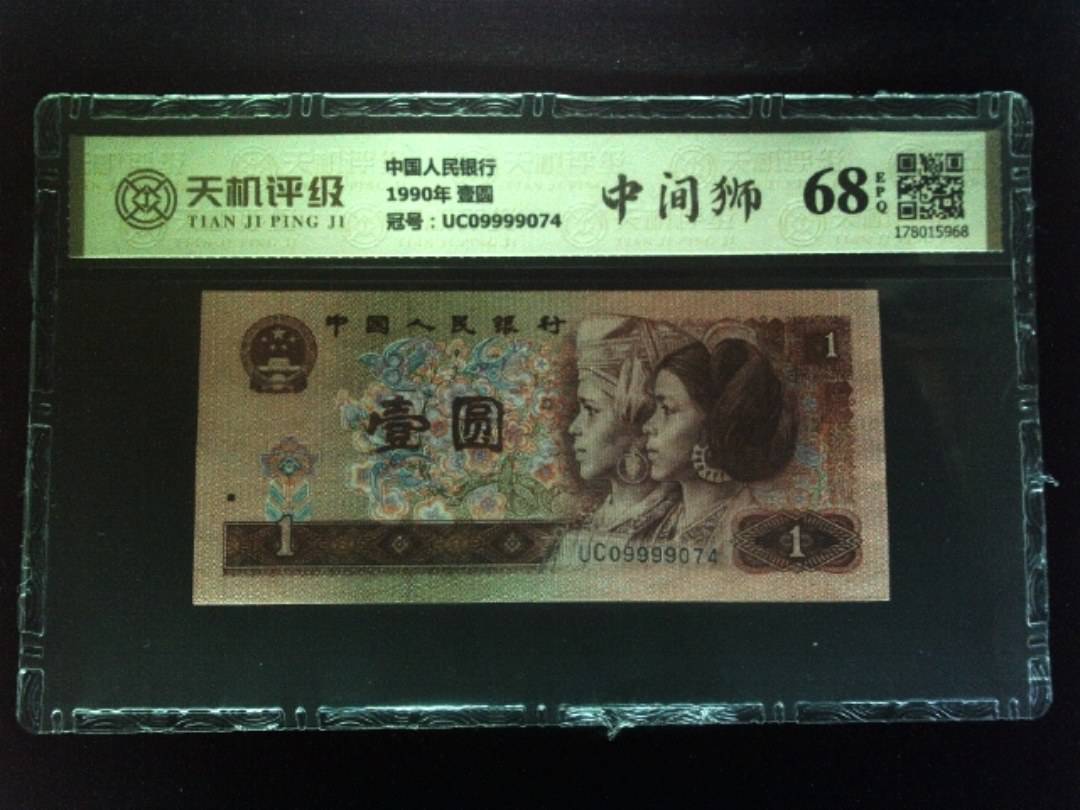 天机评级
TIAN JI PING JI
中国人民银行
1990年 壹圆
冠号：UC09999074
中间狮
68
EPQ
178015968
中国人民银行
1
壹圆
1
UC09999074
1